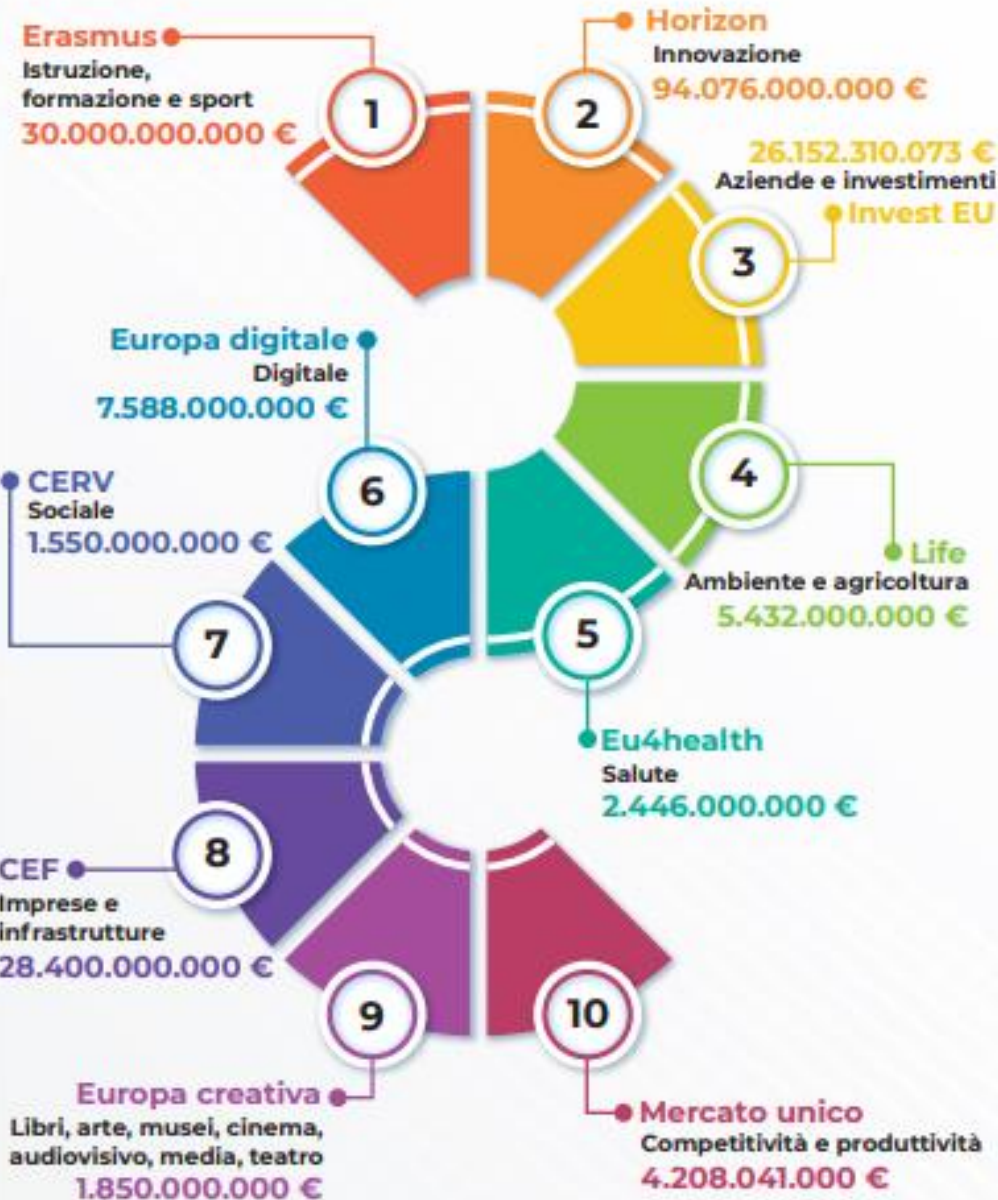 Erasmus
Istruzione,
formazione e sport
30.000.000.000 €
1
Horizon
Innovazione
94.076.000.000 €
2
26.152.310.073 €
Aziende e investimenti
Invest EU
3
Life
Ambiente e agricoltura
5.432.000.000 €
4
Eu4health
Salute
2.446.000.000 €
5
Europa digitale
Digitale
7.588.000.000 €
6
CERV
Sociale
1.550.000.000 €
7
CEF
Imprese e
infrastrutture
28.400.000.000 €
8
Europa creativa
Libri, arte, musei, cinema,
audiovisivo, media, teatro
1.850.000.000 €
9
Mercato unico
Competitività e produttività
4.208.041.000 €
10